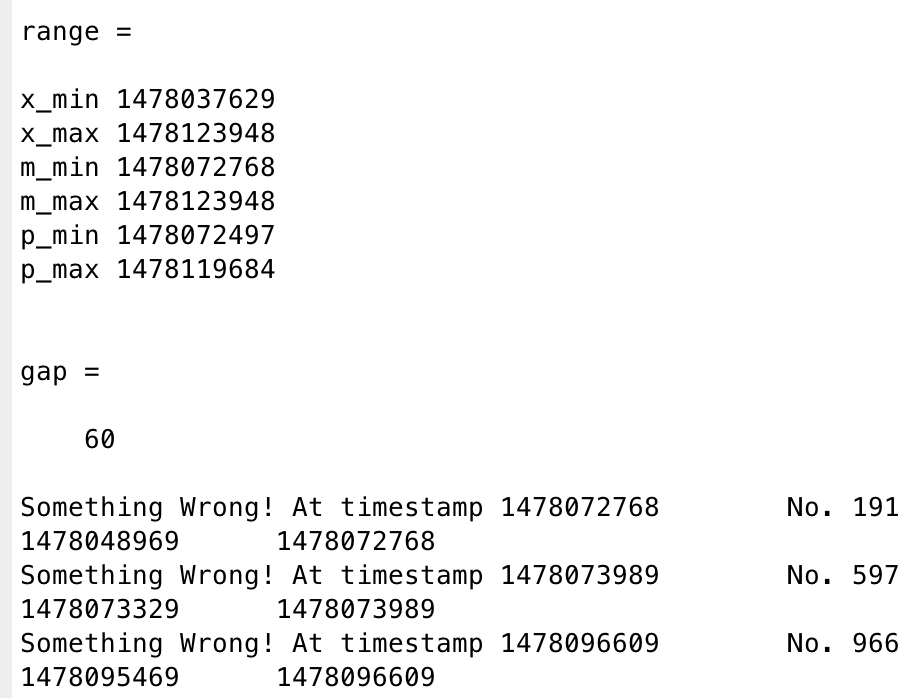 range =
x_min 1478037629
x_max 1478123948
m_min 1478072768
m_max 1478123948
p_min 1478072497
p_max 1478119684
gap =
60
Something Wrong! At timestamp 1478072768 No. 191
1478048969 1478072768
Something Wrong! At timestamp 1478073989 No. 597
1478073329 1478073989
Something Wrong! At timestamp 1478096609 No. 966
1478095469 1478096609